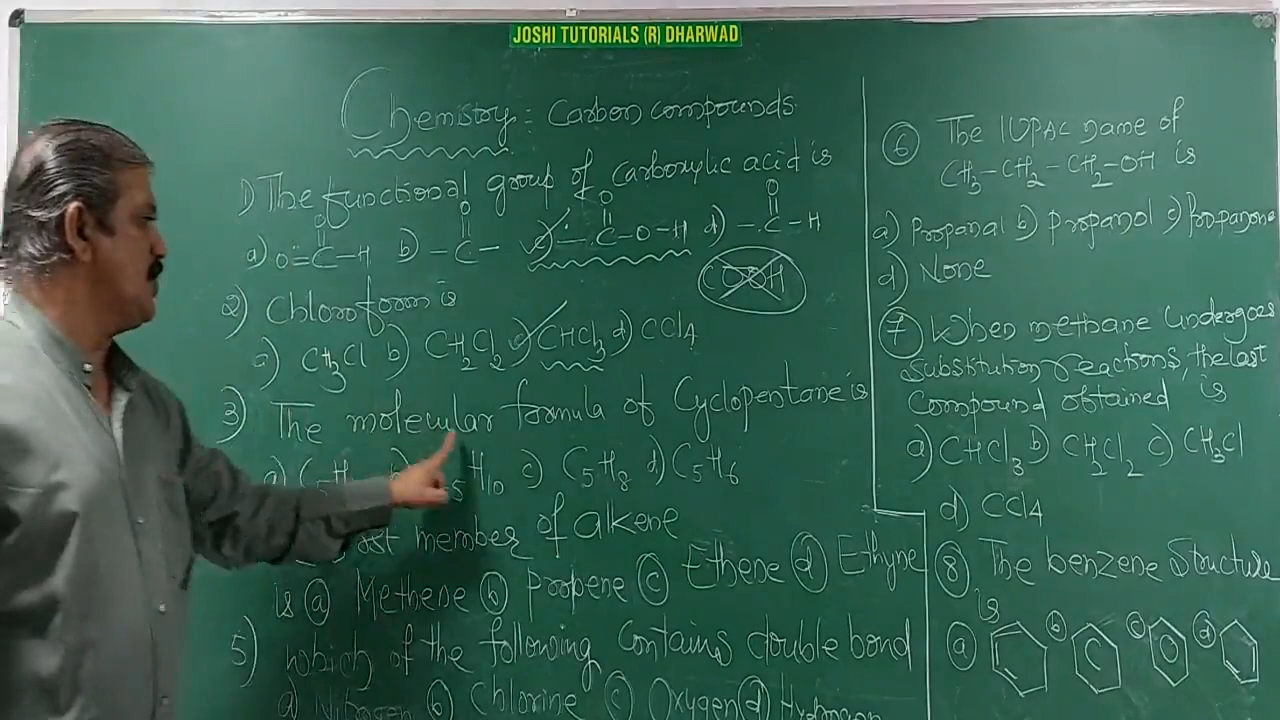 JOSHI TUTORIALS (R) DHARWAD
Chemistry: Carbon compounds
1) The functional group of carboxylic acid is
a) O=C-H b) -C- c) -C-O-H d) -C-H
O O O O
COOH
2) Chloroform is
a) CH3Cl b) CH2Cl2 c) CHCl3 d) CCl4
3) The molecular formula of Cyclopentane is
a) C5H b) 5H10 c) C5H8 d) C5H6
member of alkene
is a) Methene b) Propene c) Ethene d) Ethyne
5) which of the following contains double bond
a) Nitrogen b) Chlorine c) Oxygen d) Hydrogen
6) The IUPAC name of
CH3-CH2-CH2-OH is
a) Propanal b) Propanol c) Propanone
d) None
7) When methane undergoes
substitution reactions, the last
compound obtained is
a) CHCl3 b) CH2Cl2 c) CH3Cl
d) CCl4
8) The benzene structure
is
a b c d